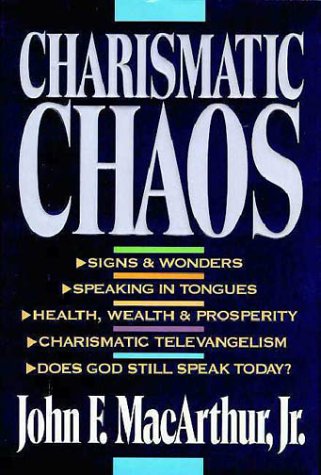 CHARISMATIC
CHAOS
▶SIGNS & WONDERS
▶SPEAKING IN TONGUES
▶HEALTH, WEALTH & PROSPERITY
▶CHARISMATIC TELEVANGELISM
▶DOES GOD STILL SPEAK TODAY?
John F. MacArthur, Jr.